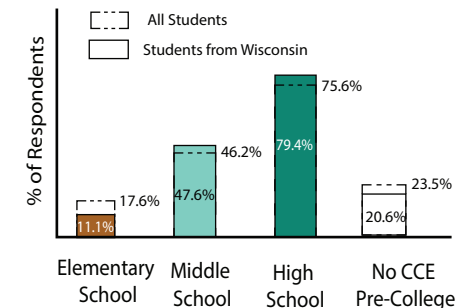 All Students
Students from Wisconsin
% of Respondents
17.6%
11.1%
46.2%
47.6%
75.6%
79.4%
23.5%
20.6%
Elementary
School
Middle
School
High
School
No CCE
Pre-College